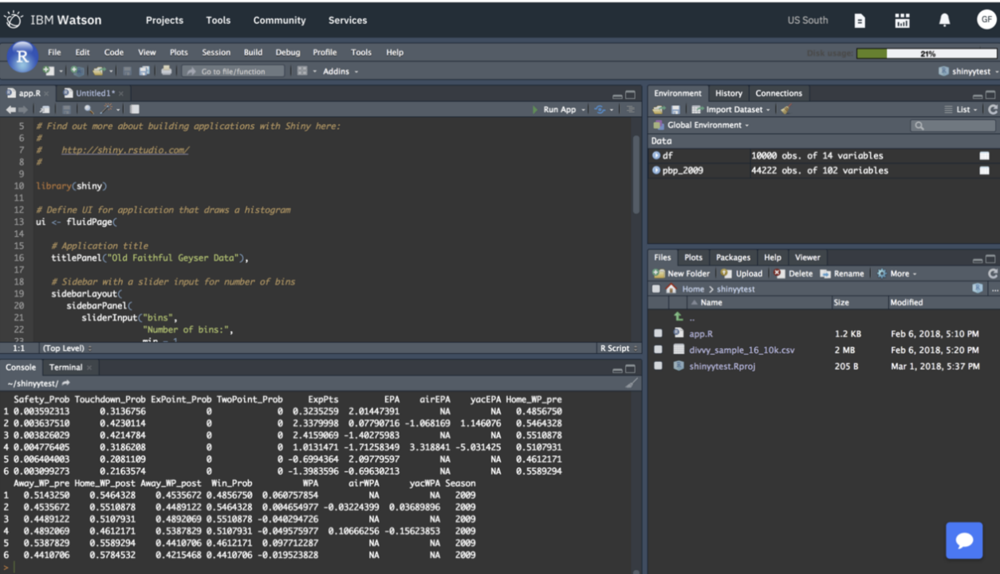 IBM Watson Projects Tools Community Services US South GF
R File Edit Code View Plots Session Build Debug Profile Tools Help Disk usage: 21%
Go to file/function Addins shinyytest
app.R Untitled1*
Run App
5 # Find out more about building applications with Shiny here:
6 #
7 # http://shiny.rstudio.com/
8 #
9
10 library(shiny)
11
12 # Define UI for application that draws a histogram
13 ui <- fluidPage(
14
15 # Application title
16 titlePanel("Old Faithful Geyser Data"),
17
18 # Sidebar with a slider input for number of bins
19 sidebarLayout(
20 sidebarPanel(
21 sliderInput("bins",
22 "Number of bins:",
23 min = 1
1:1 (Top Level) R Script
Console Terminal
~/shinyytest/
Safety_Prob Touchdown_Prob ExPoint_Prob TwoPoint_Prob ExpPts EPA airEPA yacEPA Home_WP_pre
1 0.003592313 0.3136756 0 0 0.3235259 2.01447391 NA NA 0.4856750
2 0.003637510 0.4230114 0 0 2.3379998 0.07790716 -1.068169 1.146076 0.5464328
3 0.003826029 0.4214784 0 0 2.4159069 -1.40275983 NA NA 0.5510878
4 0.004776405 0.3186208 0 0 1.0131471 -1.71258349 3.318841 -5.031425 0.5107931
5 0.006404003 0.2081109 0 0 -0.6994364 2.09779597 NA NA 0.4612171
6 0.003099273 0.2163574 0 0 -1.3983596 -0.69630213 NA NA 0.5589294
Away_WP_pre Home_WP_post Away_WP_post Win_Prob WPA airWPA yacWPA Season
1 0.5143250 0.5464328 0.4535672 0.4856750 0.060757854 NA NA 2009
2 0.4535672 0.5510878 0.4489122 0.5464328 0.004654977 -0.03224399 0.03689896 2009
3 0.4489122 0.5107931 0.4892069 0.5510878 -0.040294726 NA NA 2009
4 0.4892069 0.4612171 0.5387829 0.5107931 -0.049575977 0.10666256 -0.15623853 2009
5 0.5387829 0.5589294 0.4410706 0.4612171 0.097712287 NA NA 2009
6 0.4410706 0.5784532 0.4215468 0.4410706 -0.019523828 NA NA 2009
>
Environment History Connections
Import Dataset List
Global Environment
Data
df 10000 obs. of 14 variables
pbp_2009 44222 obs. of 102 variables
Files Plots Packages Help Viewer
New Folder Upload Delete Rename More
Home > shinyytest ...
Name Size Modified
..
app.R 1.2 KB Feb 6, 2018, 5:10 PM
divvy_sample_16_10k.csv 2 MB Feb 6, 2018, 5:20 PM
shinyytest.Rproj 205 B Mar 1, 2018, 5:37 PM